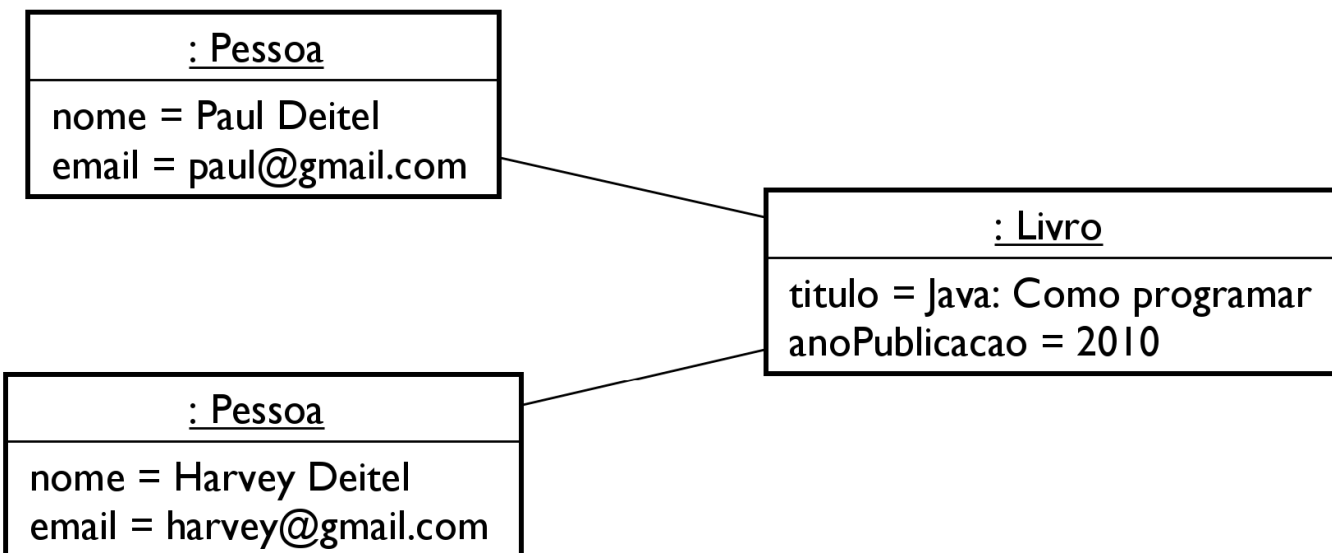 : Pessoa
nome = Paul Deitel
email = paul@gmail.com
: Livro
titulo = Java: Como programar
anoPublicacao = 2010
: Pessoa
nome = Harvey Deitel
email = harvey@gmail.com